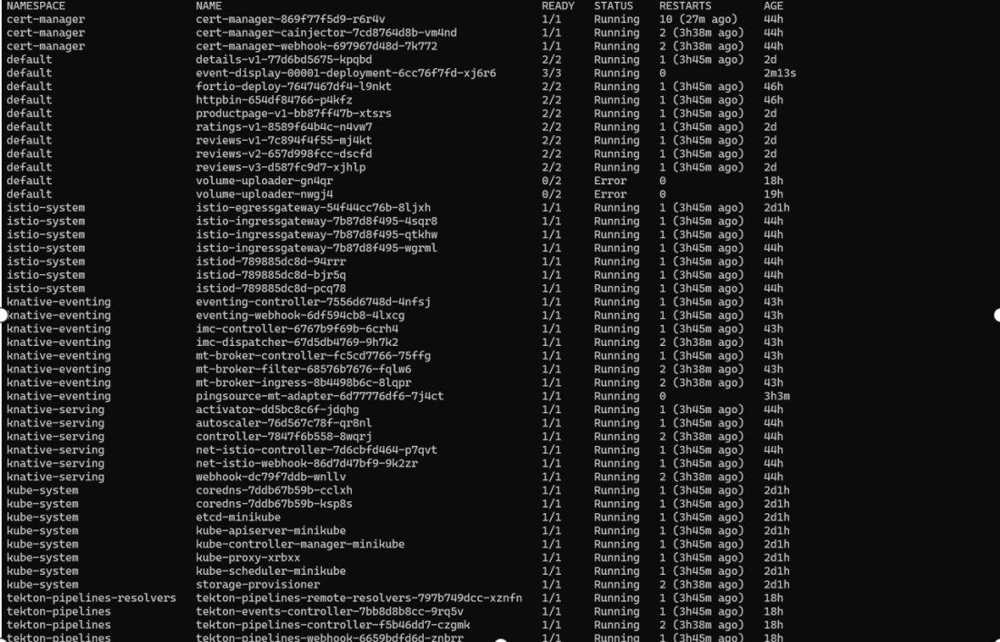 NAMESPACE NAME READY STATUS RESTARTS AGE
cert-manager cert-manager-869f77f5d9-r6r4v 1/1 Running 10 (27m ago) 44h
cert-manager cert-manager-cainjector-7cd8764d8b-vm4nd 1/1 Running 2 (3h38m ago) 44h
cert-manager cert-manager-webhook-697967d48d-7k772 1/1 Running 2 (3h38m ago) 44h
default details-v1-77d6bd5675-kpqbd 2/2 Running 1 (3h45m ago) 2d
default event-display-00001-deployment-6cc76f7fd-xj6r6 3/3 Running 0 2m13s
default fortio-deploy-7647467df4-l9nkt 2/2 Running 1 (3h45m ago) 46h
default httpbin-654df84766-p4kfz 2/2 Running 1 (3h45m ago) 46h
default productpage-v1-bb87ff47b-xtsrs 2/2 Running 1 (3h45m ago) 2d
default ratings-v1-8589f64b4c-n4vw7 2/2 Running 1 (3h45m ago) 2d
default reviews-v1-7c894f4f55-mj4kt 2/2 Running 1 (3h45m ago) 2d
default reviews-v2-657d998fcc-dscfd 2/2 Running 1 (3h45m ago) 2d
default reviews-v3-d587fc9d7-xjhlp 2/2 Running 1 (3h45m ago) 2d
default volume-uploader-gn4qr 0/2 Error 0 18h
default volume-uploader-nwgj4 0/2 Error 0 19h
istio-system istio-egressgateway-54f44cc76b-8ljxh 1/1 Running 1 (3h45m ago) 2d1h
istio-system istio-ingressgateway-7b87d8f495-4sqr8 1/1 Running 1 (3h45m ago) 44h
istio-system istio-ingressgateway-7b87d8f495-qtkhw 1/1 Running 1 (3h45m ago) 44h
istio-system istio-ingressgateway-7b87d8f495-wgrml 1/1 Running 1 (3h45m ago) 44h
istio-system istiod-789885dc8d-94rrr 1/1 Running 1 (3h45m ago) 44h
istio-system istiod-789885dc8d-bjr5q 1/1 Running 1 (3h45m ago) 44h
istio-system istiod-789885dc8d-pcq78 1/1 Running 1 (3h45m ago) 44h
knative-eventing eventing-controller-7556d6748d-4nfsj 1/1 Running 1 (3h45m ago) 43h
knative-eventing eventing-webhook-6df594cb8-4lxcg 1/1 Running 1 (3h45m ago) 43h
knative-eventing imc-controller-6767b9f69b-6crh4 1/1 Running 1 (3h45m ago) 43h
knative-eventing imc-dispatcher-67d5db4769-9h7k2 1/1 Running 2 (3h38m ago) 43h
knative-eventing mt-broker-controller-fc5cd7766-75ffg 1/1 Running 1 (3h45m ago) 43h
knative-eventing mt-broker-filter-68576b7676-fqlw6 1/1 Running 2 (3h38m ago) 43h
knative-eventing mt-broker-ingress-8b4498b6c-8lqpr 1/1 Running 2 (3h38m ago) 43h
knative-eventing pingsource-mt-adapter-6d77776df6-7j4ct 1/1 Running 0 3h3m
knative-serving activator-dd5bc8c6f-jdqhg 1/1 Running 1 (3h45m ago) 44h
knative-serving autoscaler-76d567c78f-qr8nl 1/1 Running 1 (3h45m ago) 44h
knative-serving controller-7847f6b558-8wqrj 1/1 Running 2 (3h38m ago) 44h
knative-serving net-istio-controller-7d6cbfd464-p7qvt 1/1 Running 1 (3h45m ago) 44h
knative-serving net-istio-webhook-86d7d47bf9-9k2zr 1/1 Running 1 (3h45m ago) 44h
knative-serving webhook-dc79f7ddb-wnllv 1/1 Running 2 (3h38m ago) 44h
kube-system coredns-7ddb67b59b-cclxh 1/1 Running 1 (3h45m ago) 2d1h
kube-system coredns-7ddb67b59b-ksp8s 1/1 Running 1 (3h45m ago) 2d1h
kube-system etcd-minikube 1/1 Running 1 (3h45m ago) 2d1h
kube-system kube-apiserver-minikube 1/1 Running 1 (3h45m ago) 2d1h
kube-system kube-controller-manager-minikube 1/1 Running 1 (3h45m ago) 2d1h
kube-system kube-proxy-xrbxx 1/1 Running 1 (3h45m ago) 2d1h
kube-system kube-scheduler-minikube 1/1 Running 1 (3h45m ago) 2d1h
kube-system storage-provisioner 1/1 Running 2 (3h38m ago) 2d1h
tekton-pipelines-resolvers tekton-pipelines-remote-resolvers-797b749dcc-xznfn 1/1 Running 1 (3h45m ago) 18h
tekton-pipelines tekton-events-controller-7bb8d8b8cc-9rq5v 1/1 Running 1 (3h45m ago) 18h
tekton-pipelines tekton-pipelines-controller-f5b46dd7-czgmk 1/1 Running 2 (3h38m ago) 18h
tekton-pipelines tekton-pipelines-webhook-6659bdfd6d-znbrr 1/1 Running 1 (3h45m ago) 18h